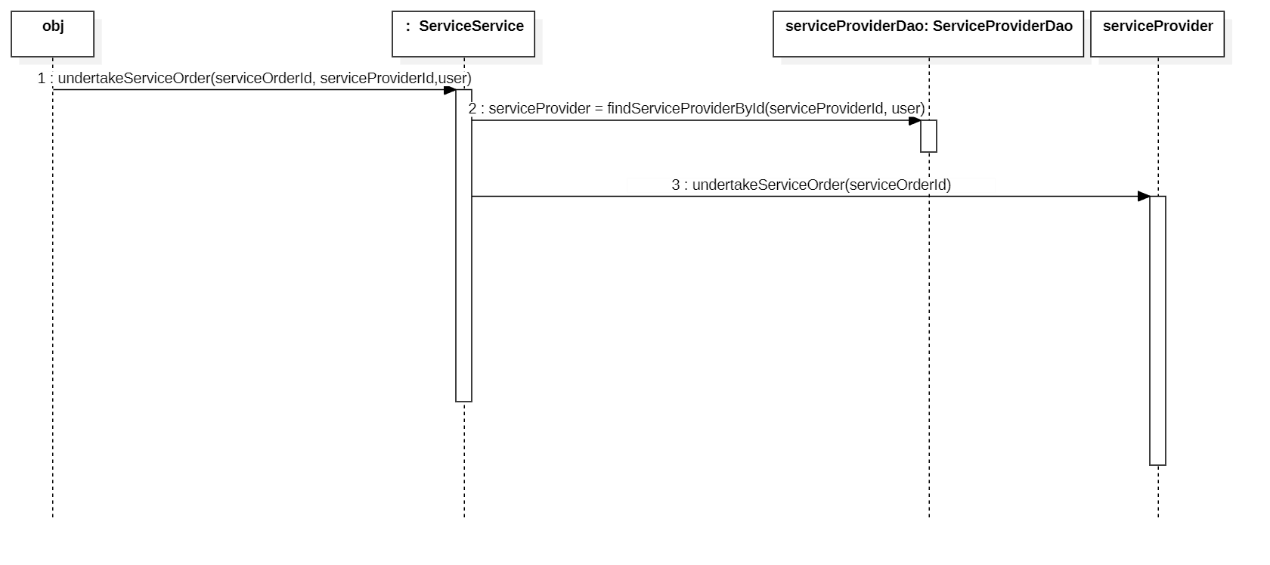 obj
: ServiceService
serviceProviderDao: ServiceProviderDao
serviceProvider
1 : undertakeServiceOrder(serviceOrderId, serviceProviderId,user)
2 : serviceProvider = findServiceProviderById(serviceProviderId, user)
3 : undertakeServiceOrder(serviceOrderId)